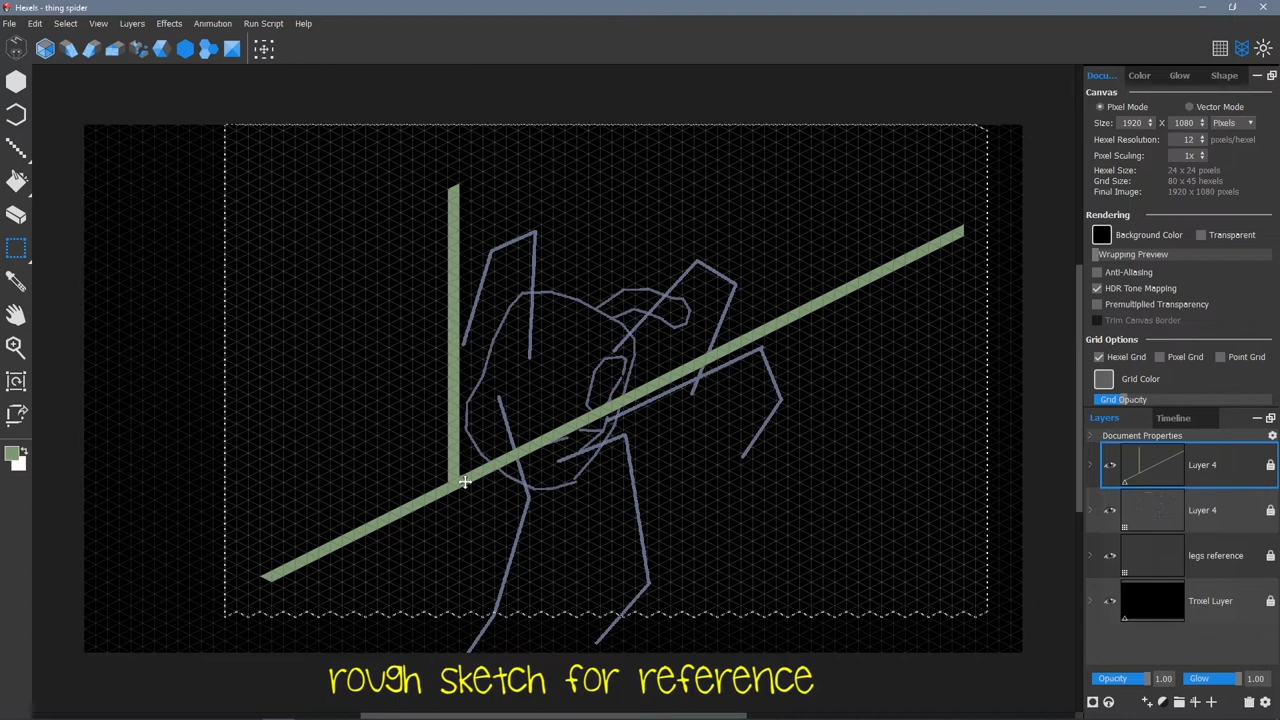 Hexels - thing spider
File Edit Select View Layers Effects Animation Run Script Help
Docu... Color Glow Shape
Canvas
Pixel Mode Vector Mode
Size: 1920 X 1080 Pixels
Hexel Resolution: 12 pixels/hexel
Pixel Scaling: 1x
Hexel Size: 24 x 24 pixels
Grid Size: 80 x 45 hexels
Final Image: 1920 x 1080 pixels
Rendering
Background Color Transparent
Wrapping Preview
Anti-Aliasing
HDR Tone Mapping
Premultiplied Transparency
Trim Canvas Border
Grid Options
Hexel Grid Pixel Grid Point Grid
Grid Color
Grid Opacity
Layers Timeline
Document Properties
Layer 4
Layer 4
legs reference
Trixel Layer
Opacity 1.00 Glow 1.00
rough sketch for reference